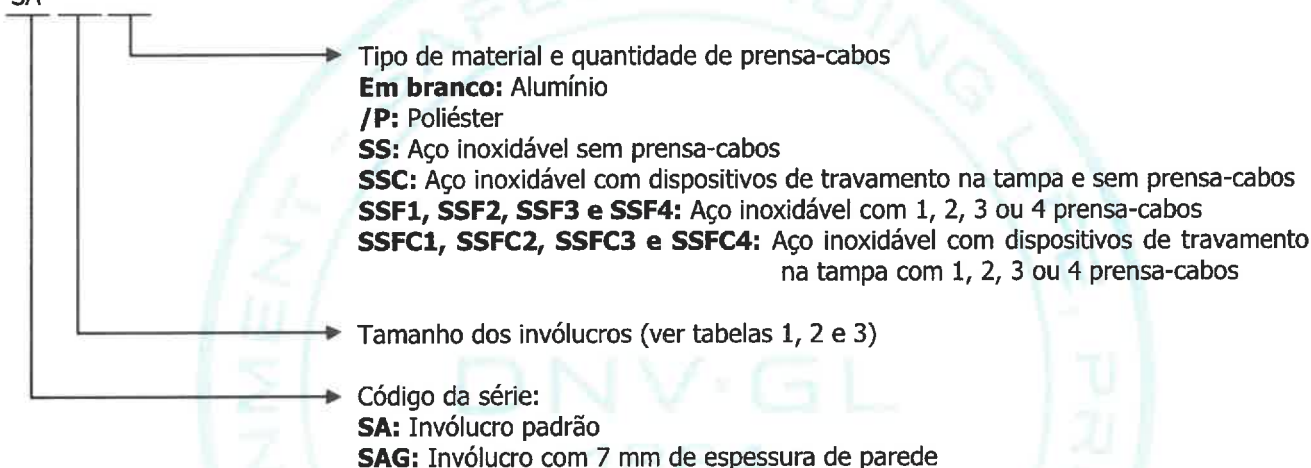 SA
Tipo de material e quantidade de prensa-cabos
Em branco: Alumínio
/P: Poliéster
SS: Aço inoxidável sem prensa-cabos
SSC: Aço inoxidável com dispositivos de travamento na tampa e sem prensa-cabos
SSF1, SSF2, SSF3 e SSF4: Aço inoxidável com 1, 2, 3 ou 4 prensa-cabos
SSFC1, SSFC2, SSFC3 e SSFC4: Aço inoxidável com dispositivos de travamento
na tampa com 1, 2, 3 ou 4 prensa-cabos
Tamanho dos invólucros (ver tabelas 1, 2 e 3)
DNV·GL
Código da série:
SA: Invólucro padrão
SAG: Invólucro com 7 mm de espessura de parede